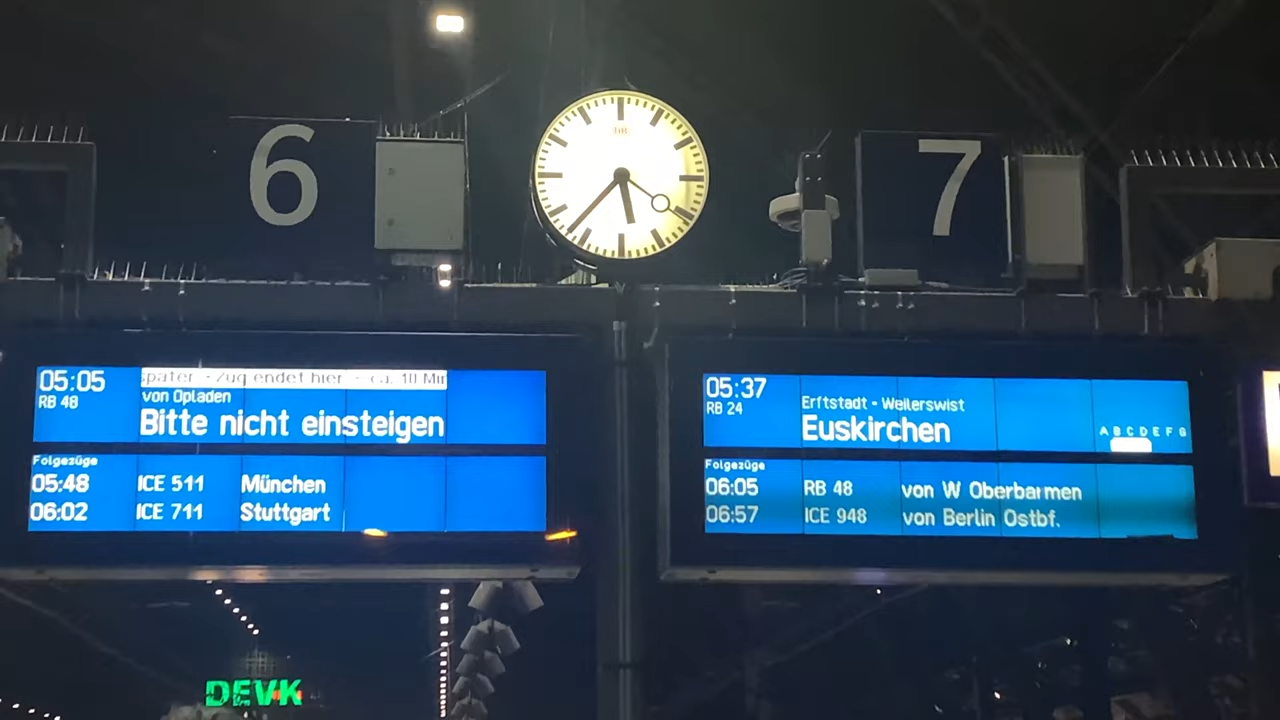 6
7
DB
05:05
später - Zug endet hier - ca. 10 Min
RB 48
von Opladen
Bitte nicht einsteigen
Folgezüge
05:48 ICE 511 München
06:02 ICE 711 Stuttgart
05:37
RB 24
Erftstadt - Weilerswist
Euskirchen
A B C D E F G
Folgezüge
06:05 RB 48 von W Oberbarmen
06:57 ICE 948 von Berlin Ostbf.
DEVK